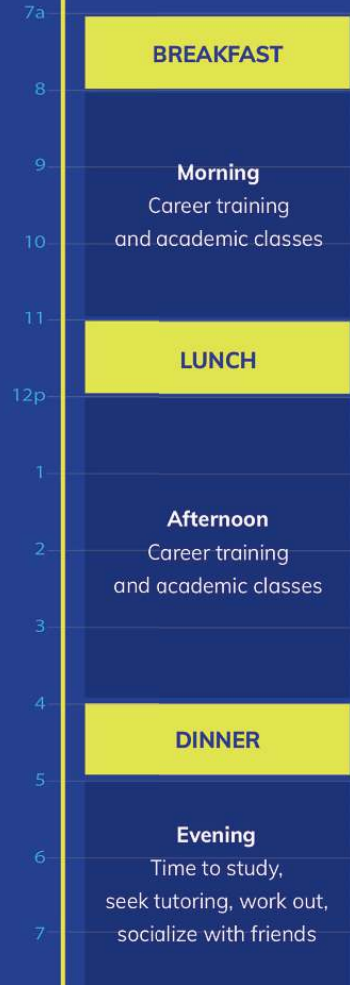 7a
BREAKFAST
8
9
Morning
Career training
10
and academic classes
11
LUNCH
12p
1
Afternoon
2
Career training
and academic classes
3
4
DINNER
5
Evening
6
Time to study,
seek tutoring, work out,
7
socialize with friends